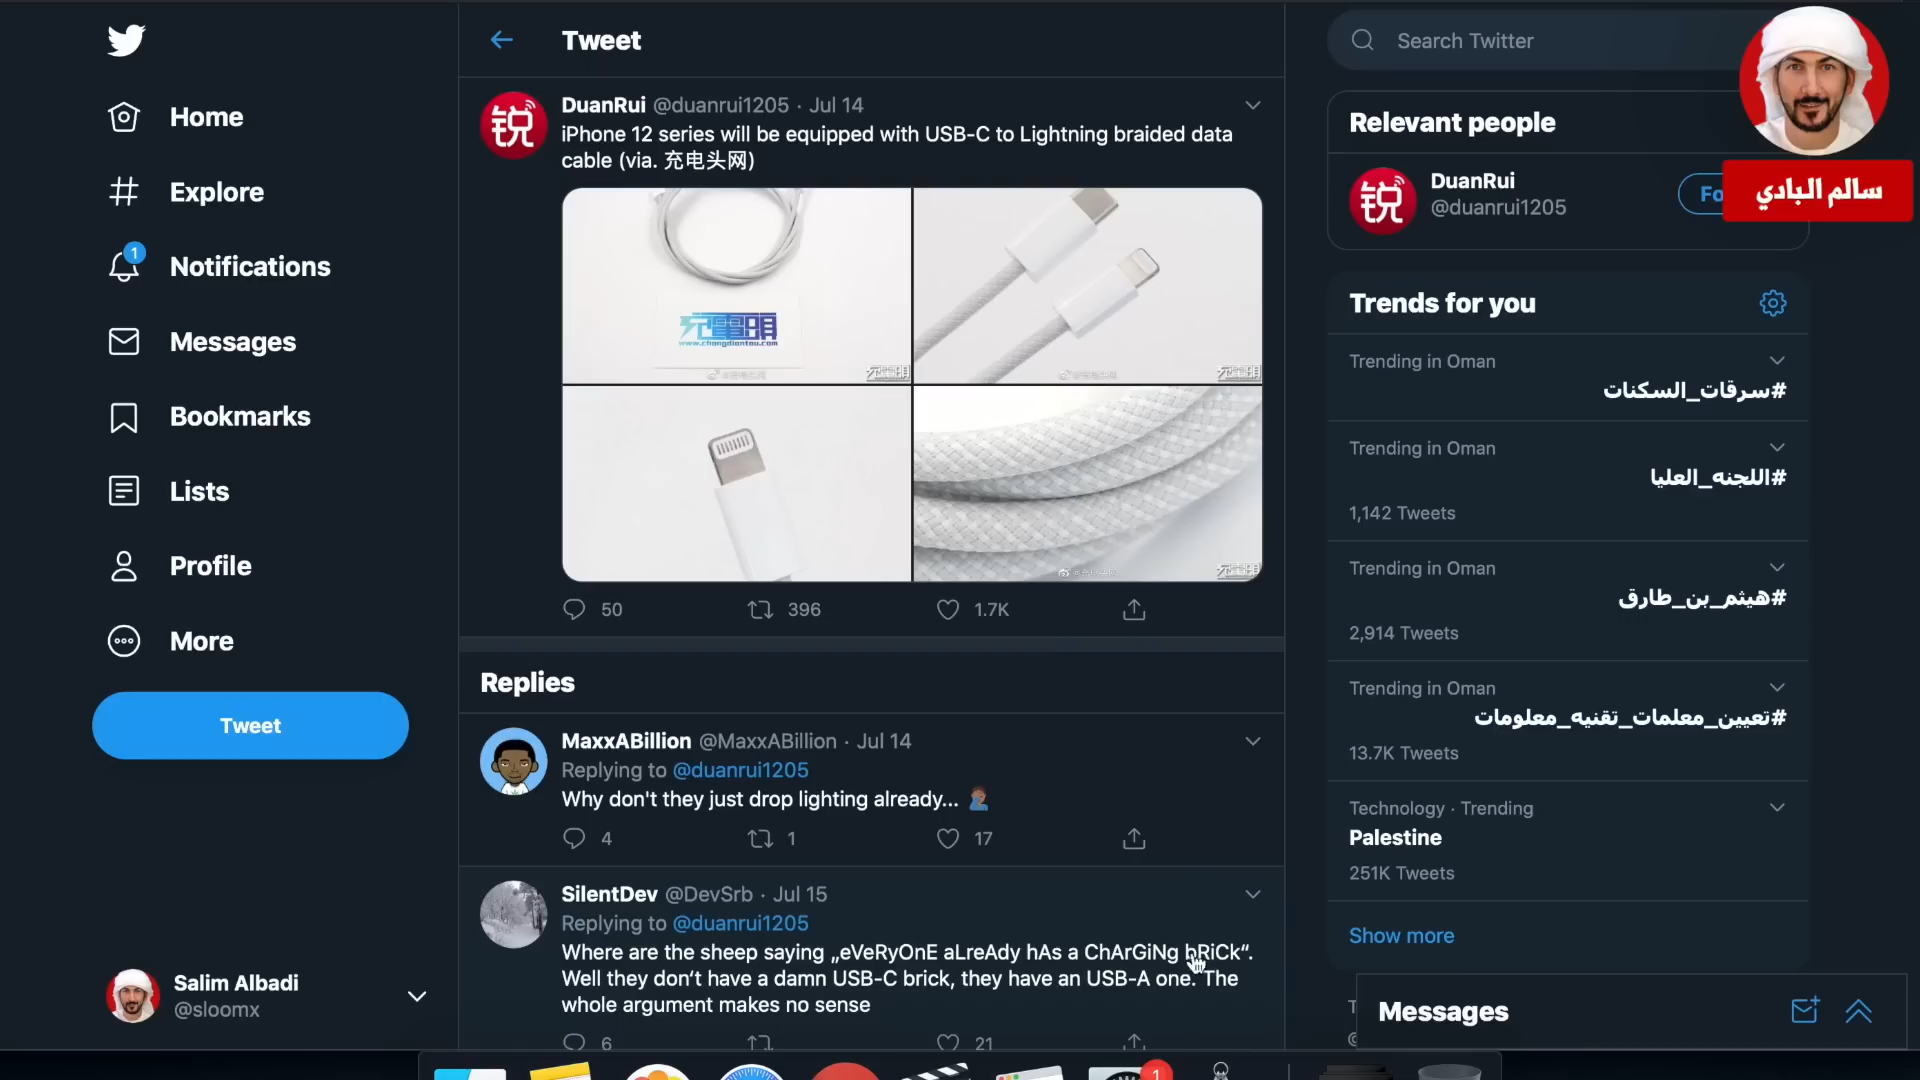 Home
Explore
1
Notifications
Messages
Bookmarks
Lists
Profile
More
Tweet
Salim Albadi
@sloomx
Tweet
DuanRui @duanrui1205 · Jul 14
iPhone 12 series will be equipped with USB-C to Lightning braided data
cable (via. 充电头网)
www.chongdiantou.com
50
396
1.7K
Replies
MaxxABillion @MaxxABillion · Jul 14
Replying to @duanrui1205
Why don't they just drop lighting already...
4
1
17
SilentDev @DevSrb · Jul 15
Replying to @duanrui1205
Where are the sheep saying „eVeRyOnE aLreAdy hAs a ChArGiNg bRiCk“.
Well they don‘t have a damn USB-C brick, they have an USB-A one. The
whole argument makes no sense
6
21
Search Twitter
Relevant people
锐
DuanRui
@duanrui1205
Fo
سالم البادي
Trends for you
Trending in Oman
#سرقات_السكنات
Trending in Oman
#اللجنه_العليا
1,142 Tweets
Trending in Oman
#هيثم_بن_طارق
2,914 Tweets
Trending in Oman
#تعيين_معلمات_تقنيه_معلومات
13.7K Tweets
Technology · Trending
Palestine
251K Tweets
Show more
Messages
1